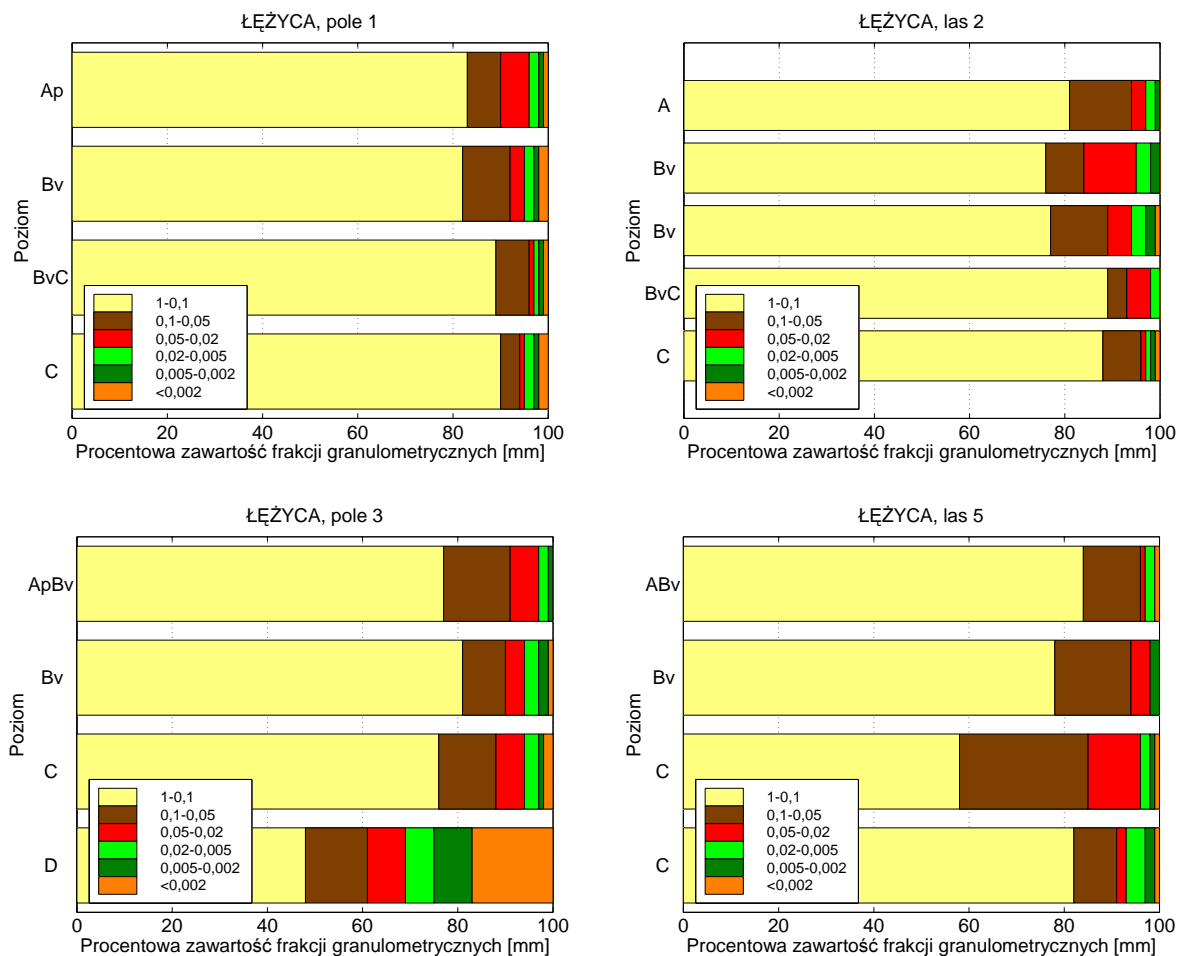 ŁĘŻYCA, pole 1
Poziom
Ap
Bv
BvC
C
1-0,1
0,1-0,05
0,05-0,02
0,02-0,005
0,005-0,002
<0,002
0 20 40 60 80 100
Procentowa zawartość frakcji granulometrycznych [mm]
ŁĘŻYCA, las 2
Poziom
A
Bv
Bv
BvC
C
1-0,1
0,1-0,05
0,05-0,02
0,02-0,005
0,005-0,002
<0,002
0 20 40 60 80 100
Procentowa zawartość frakcji granulometrycznych [mm]
ŁĘŻYCA, pole 3
Poziom
ApBv
Bv
C
D
1-0,1
0,1-0,05
0,05-0,02
0,02-0,005
0,005-0,002
<0,002
0 20 40 60 80 100
Procentowa zawartość frakcji granulometrycznych [mm]
ŁĘŻYCA, las 5
Poziom
ABv
Bv
C
C
1-0,1
0,1-0,05
0,05-0,02
0,02-0,005
0,005-0,002
<0,002
0 20 40 60 80 100
Procentowa zawartość frakcji granulometrycznych [mm]